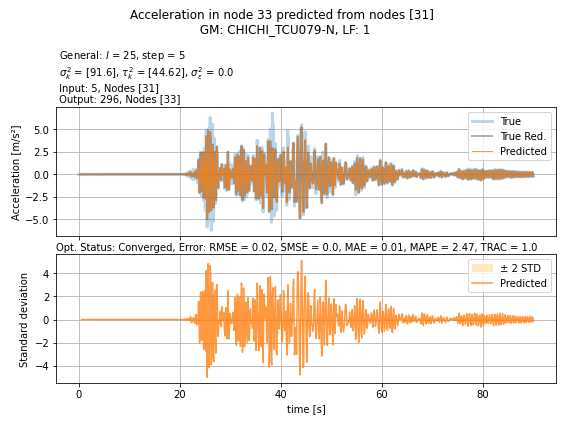 Acceleration in node 33 predicted from nodes [31]
GM: CHICHI_TCU079-N, LF: 1
General: l = 25, step = 5
σ²ₖ = [91.6], τ²ₖ = [44.62], σ²ε = 0.0
Input: 5, Nodes [31]
Output: 296, Nodes [33]
Acceleration [m/s²]
5.0
2.5
0.0
−2.5
−5.0
True
True Red.
Predicted
Opt. Status: Converged, Error: RMSE = 0.02, SMSE = 0.0, MAE = 0.01, MAPE = 2.47, TRAC = 1.0
Standard deviation
4
2
0
−2
−4
± 2 STD
Predicted
0 20 40 60 80
time [s]